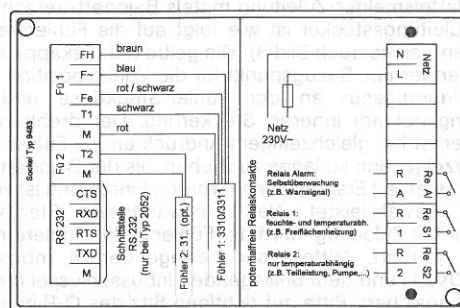 Sockel Typ 9483
Fü 1
FH
F~
Fe
T1
M
Fü 2
T2
M
RS 232
CTS
RXD
RTS
TXD
M
braun
blau
rot / schwarz
schwarz
rot
Schnittstelle
RS 232
(nur bei Typ 2052)
Fühler 2: 31.. (opt.)
Fühler 1: 3310/3311
Netz
230V~
Relais Alarm:
Selbstüberwachung
(z.B. Warnsignal)
Relais 1:
feuchte- und temperaturabh.
(z.B. Freiflächenheizung)
Relais 2:
nur temperaturabhäng.
(z.B. Teilleistung, Pumpe,...)
potentialfreie Relaiskontakte
N
L
Netz
R
A
Re Al
R
1
Re S1
R
2
Re S2